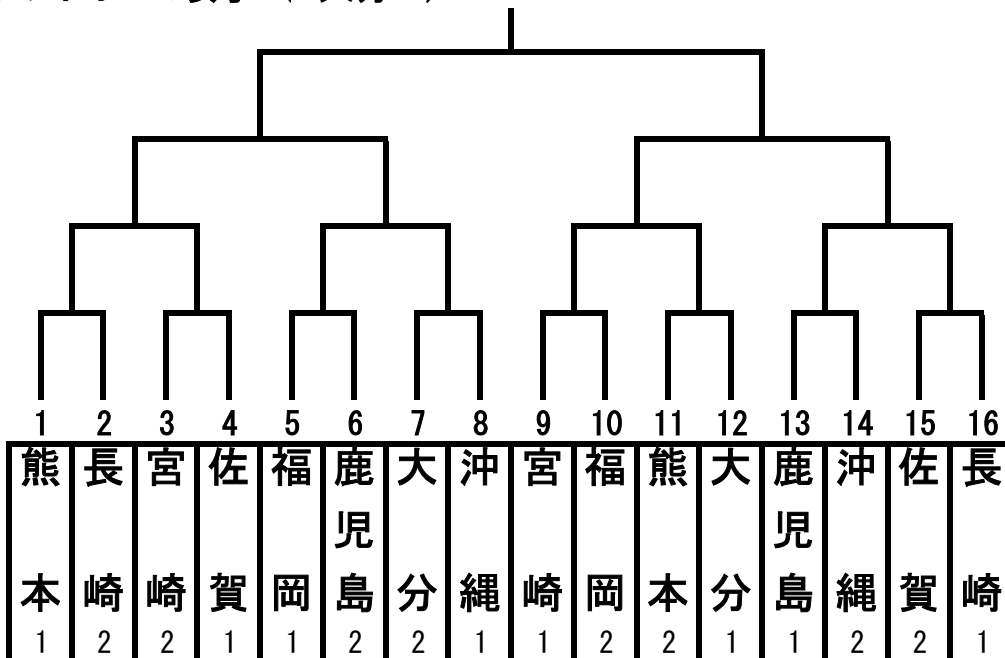 1 2 3 4 5 6 7 8 9 10 11 12 13 14 15 16
熊本 長崎 宮崎 佐賀 福岡 鹿児島 大分 沖縄 宮崎 福岡 熊本 大分 鹿児島 沖縄 佐賀 長崎
1 2 2 1 1 2 2 1 1 2 2 1 1 2 2 1